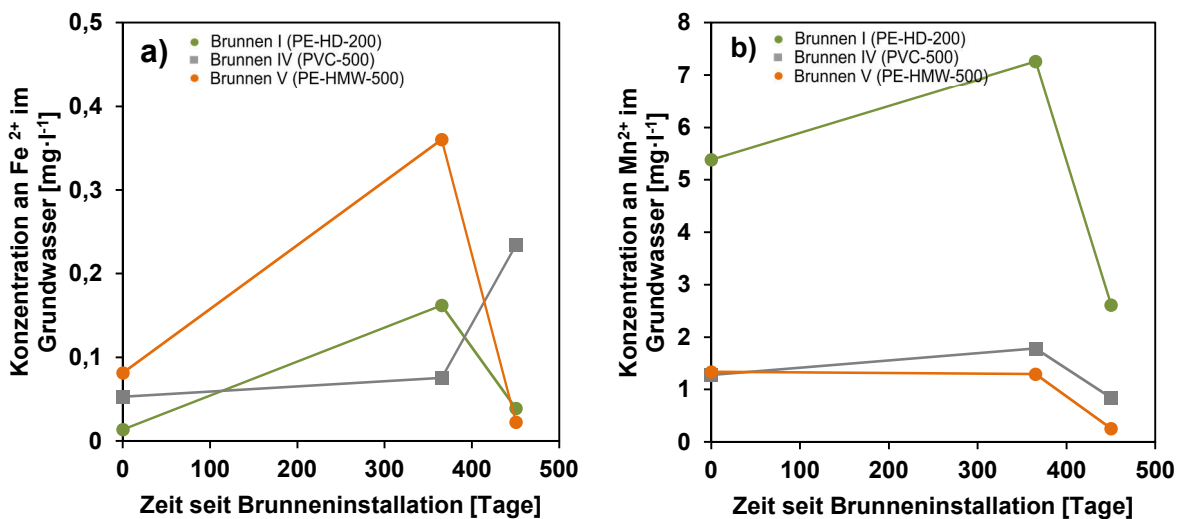 a)
Brunnen I (PE-HD-200)
Brunnen IV (PVC-500)
Brunnen V (PE-HMW-500)
Konzentration an Fe 2+ im
Grundwasser [mg·l-1]
0,5
0,4
0,3
0,2
0,1
0
0 100 200 300 400 500
Zeit seit Brunneninstallation [Tage]
b)
Brunnen I (PE-HD-200)
Brunnen IV (PVC-500)
Brunnen V (PE-HMW-500)
Konzentration an Mn2+ im
Grundwasser [mg·l-1]
8
7
6
5
4
3
2
1
0
0 100 200 300 400 500
Zeit seit Brunneninstallation [Tage]